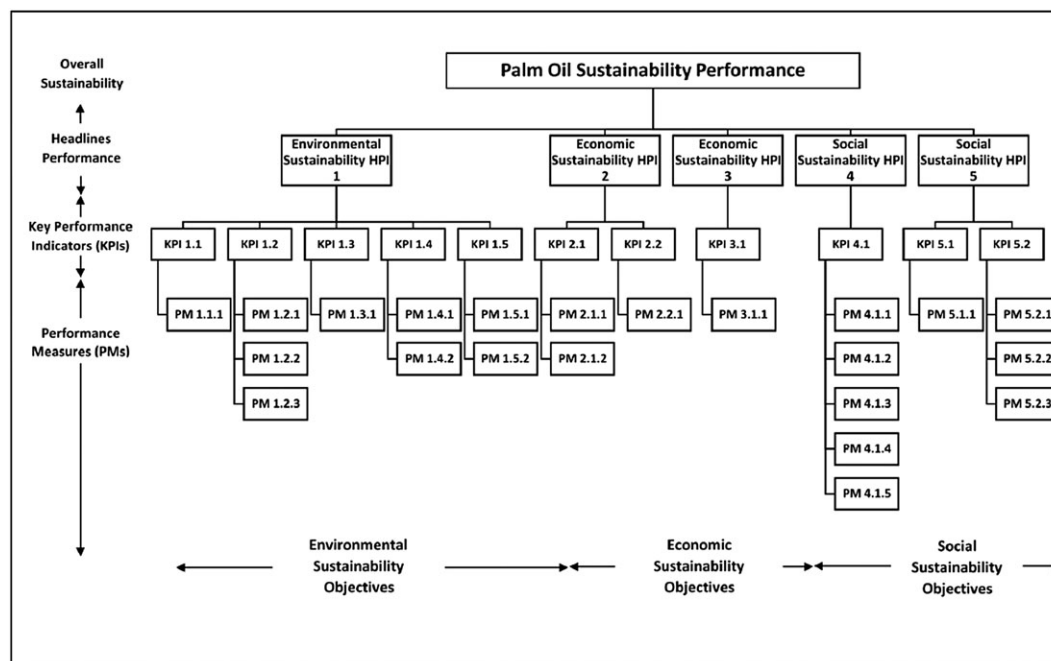 Overall
Sustainability
Headlines
Performance
Key Performance
Indicators (KPIs)
Performance
Measures (PMs)
Palm Oil Sustainability Performance
Environmental
Sustainability HPI
1
Economic
Sustainability HPI
2
Economic
Sustainability HPI
3
Social
Sustainability HPI
4
Social
Sustainability HPI
5
KPI 1.1
KPI 1.2
KPI 1.3
KPI 1.4
KPI 1.5
KPI 2.1
KPI 2.2
KPI 3.1
KPI 4.1
KPI 5.1
KPI 5.2
PM 1.1.1
PM 1.2.1
PM 1.3.1
PM 1.4.1
PM 1.5.1
PM 2.1.1
PM 2.2.1
PM 3.1.1
PM 4.1.1
PM 5.1.1
PM 5.2.1
PM 1.2.2
PM 1.4.2
PM 1.5.2
PM 2.1.2
PM 4.1.2
PM 5.2.2
PM 1.2.3
PM 4.1.3
PM 5.2.3
PM 4.1.4
PM 4.1.5
Environmental
Sustainability
Objectives
Economic
Sustainability
Objectives
Social
Sustainability
Objectives